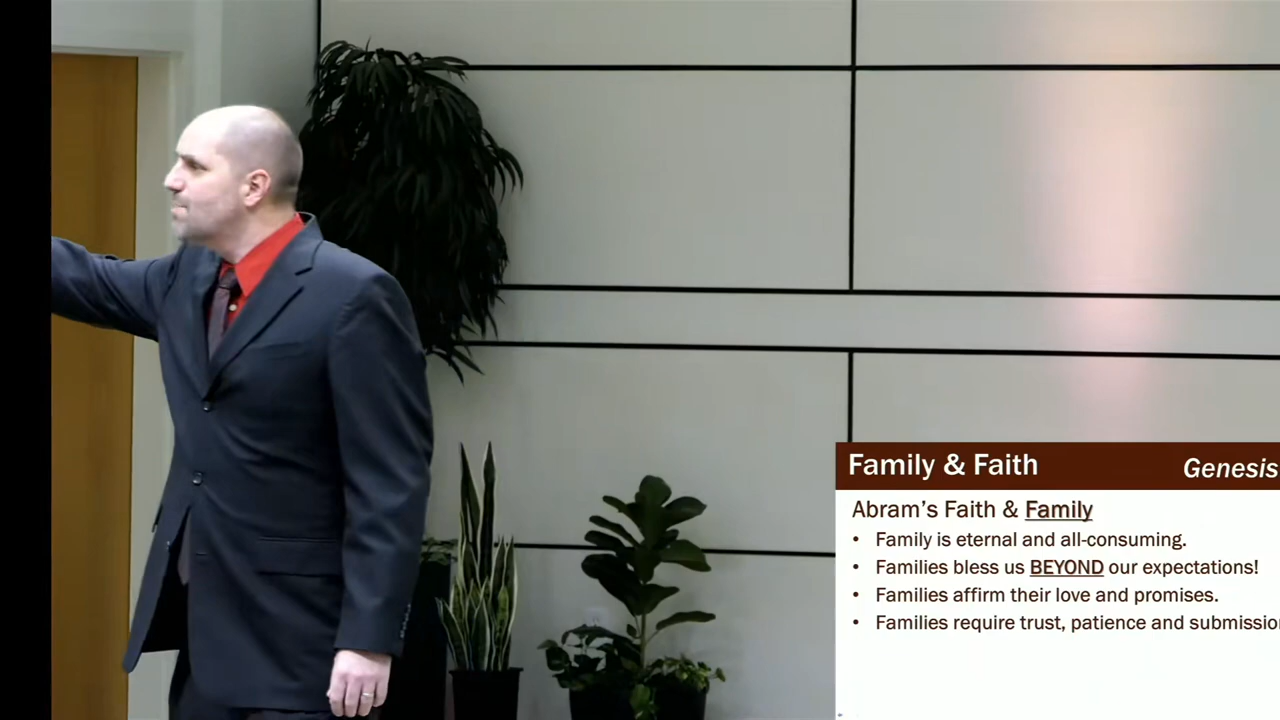 Family & Faith Genesis
Abram's Faith & Family
• Family is eternal and all-consuming.
• Families bless us BEYOND our expectations!
• Families affirm their love and promises.
• Families require trust, patience and submissio